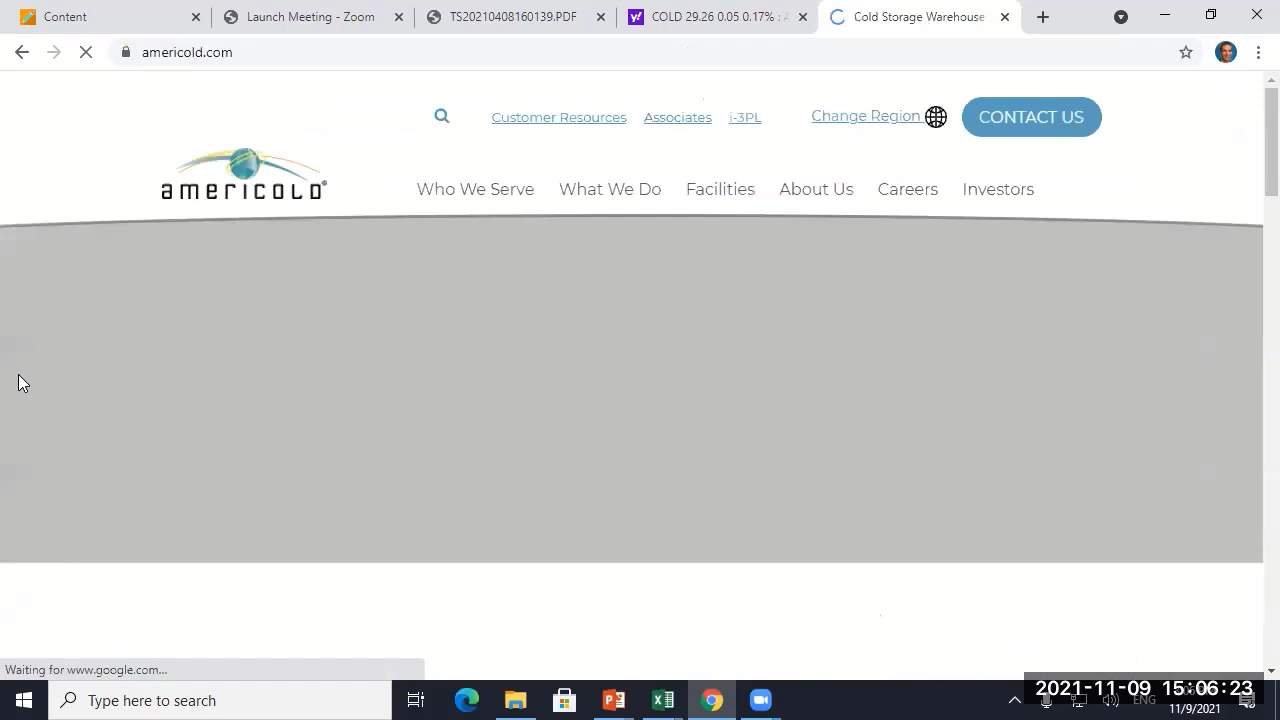 Content
Launch Meeting - Zoom
TS20210408160139.PDF
COLD 29.26 0.05 0.17% : A
Cold Storage Warehouse
americold.com
Customer Resources
Associates
i-3PL
Change Region
CONTACT US
americold®
Who We Serve
What We Do
Facilities
About Us
Careers
Investors
Waiting for www.google.com...
Type here to search
2021-11-09 15:06:23
ENG
11/9/2021